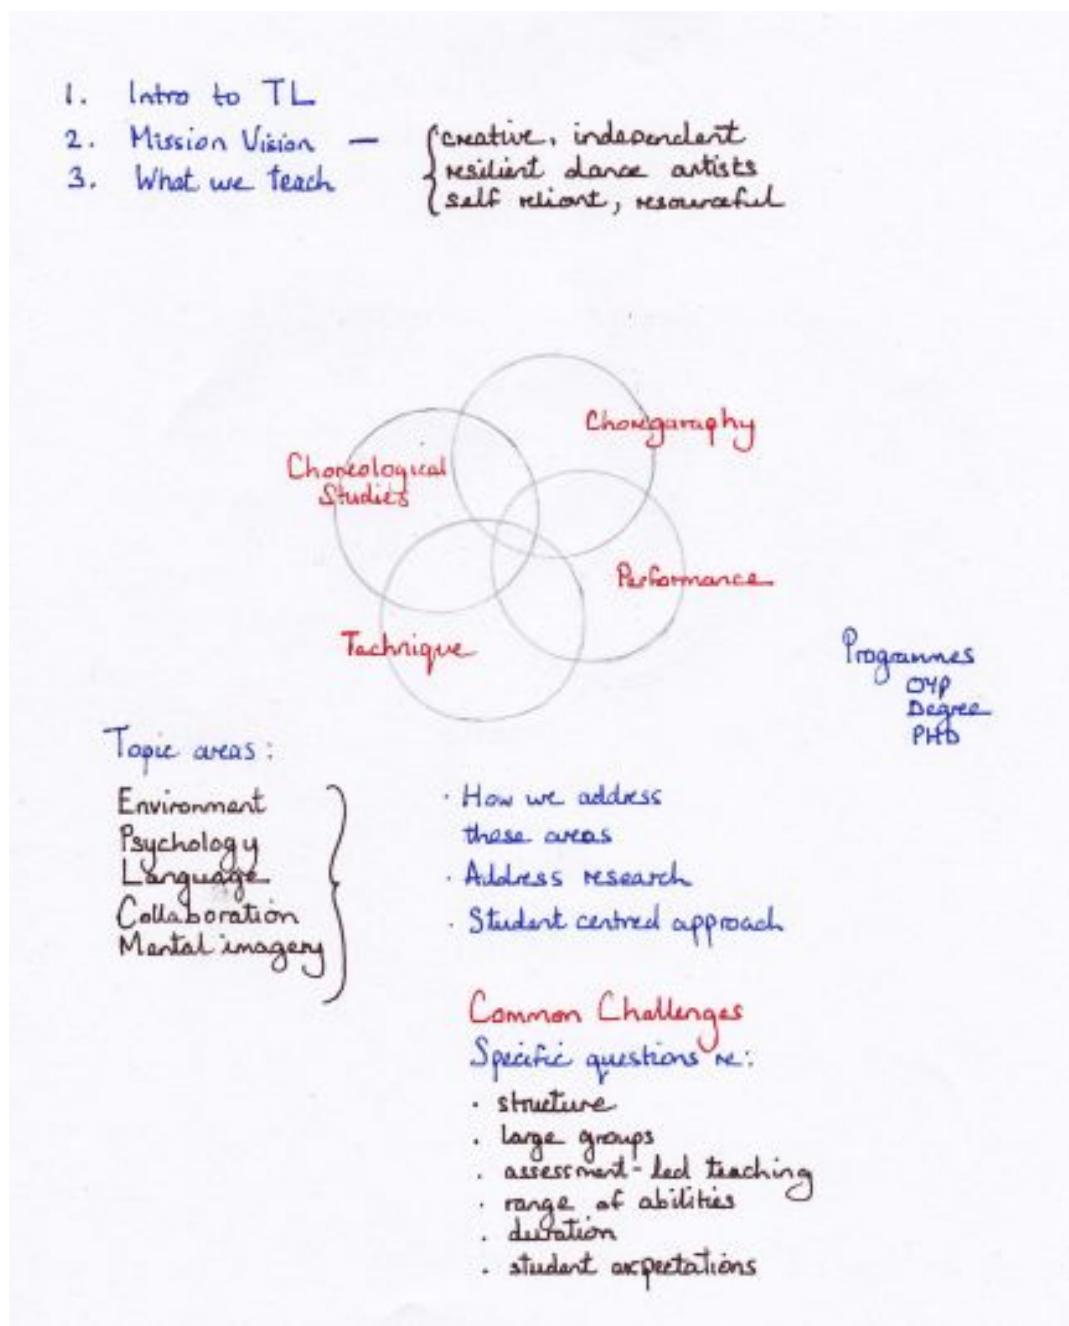 1. Intro to TL
2. Mission Vision — creative, independent
3. What we teach resilient dance artists
self reliant, resourceful
Choregaraphy
Choreological
Studies
Performance
Technique
Programmes
OYP
Degree
PHD
Topic areas:
Environment
Psychology
Language
Collaboration
Mental imagery
· How we address
these areas
· Address research
· Student centred approach
Common Challenges
Specific questions re:
· structure
· large groups
· assessment-led teaching
· range of abilities
· duration
· student expectations